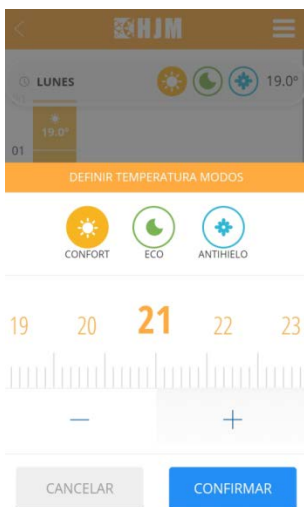 HJM
LUNES 19.0°
19.0°
01
DEFINIR TEMPERATURA MODOS
CONFORT ECO ANTIHIELO
19 20 21 22 23
CANCELAR CONFIRMAR